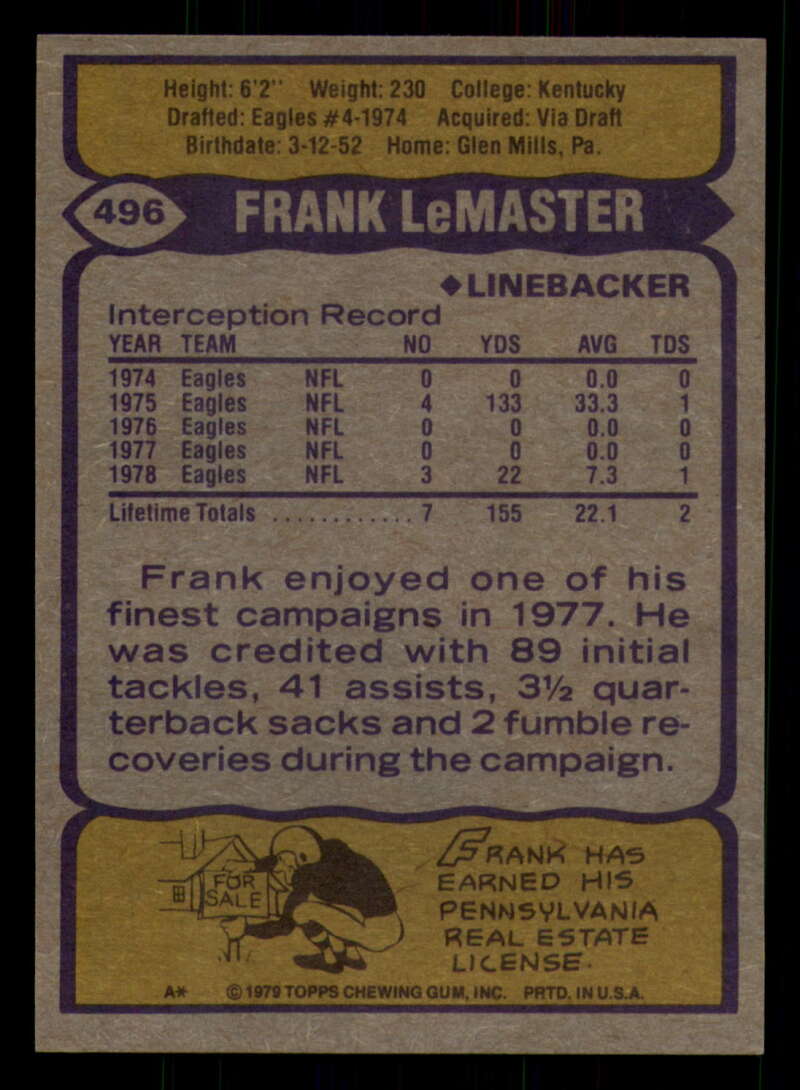 Height: 6'2" Weight: 230 College: Kentucky
Drafted: Eagles #4-1974 Acquired: Via Draft
Birthdate: 3-12-52 Home: Glen Mills, Pa.
496 FRANK LeMASTER
◆LINEBACKER
Interception Record
YEAR TEAM NO YDS AVG TDS
1974 Eagles NFL 0 0 0.0 0
1975 Eagles NFL 4 133 33.3 1
1976 Eagles NFL 0 0 0.0 0
1977 Eagles NFL 0 0 0.0 0
1978 Eagles NFL 3 22 7.3 1
Lifetime Totals ............ 7 155 22.1 2
Frank enjoyed one of his
finest campaigns in 1977. He
was credited with 89 initial
tackles, 41 assists, 3½ quar-
terback sacks and 2 fumble re-
coveries during the campaign.
FOR
SALE
FRANK HAS
EARNED HIS
PENNSYLVANIA
REAL ESTATE
LICENSE.
A* © 1979 TOPPS CHEWING GUM, INC. PRTD. IN U.S.A.